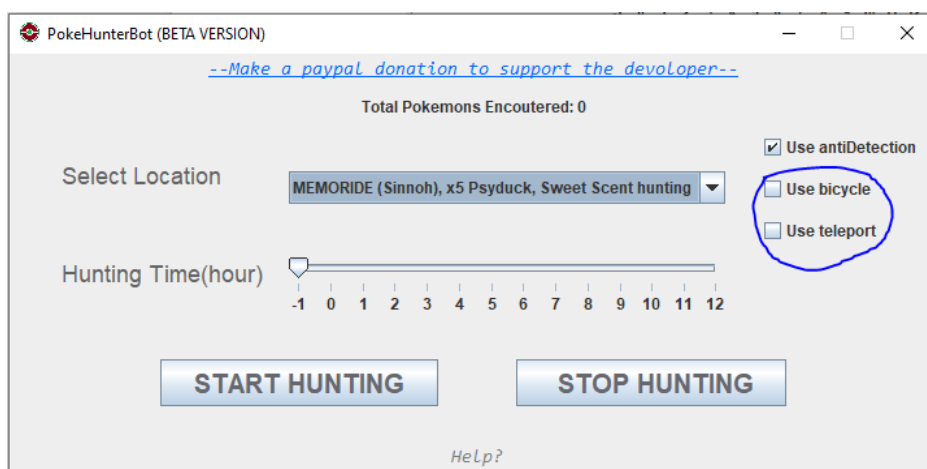 PokeHunterBot (BETA VERSION)
--Make a paypal donation to support the devoloper--
Total Pokemons Encoutered: 0
Use antiDetection
Select Location
MEMORIDE (Sinnoh), x5 Psyduck, Sweet Scent hunting
Use bicycle
Use teleport
Hunting Time(hour)
-1 0 1 2 3 4 5 6 7 8 9 10 11 12
START HUNTING
STOP HUNTING
Help?